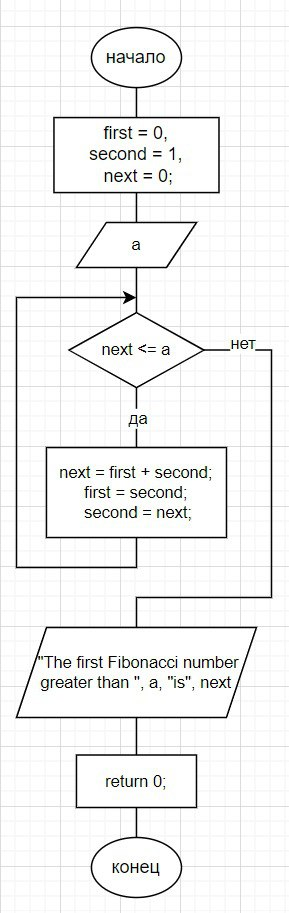 начало
first = 0,
second = 1,
next = 0;
a
next <= a
нет
да
next = first + second;
first = second;
second = next;
"The first Fibonacci number
greater than ", a, "is", next
return 0;
конец